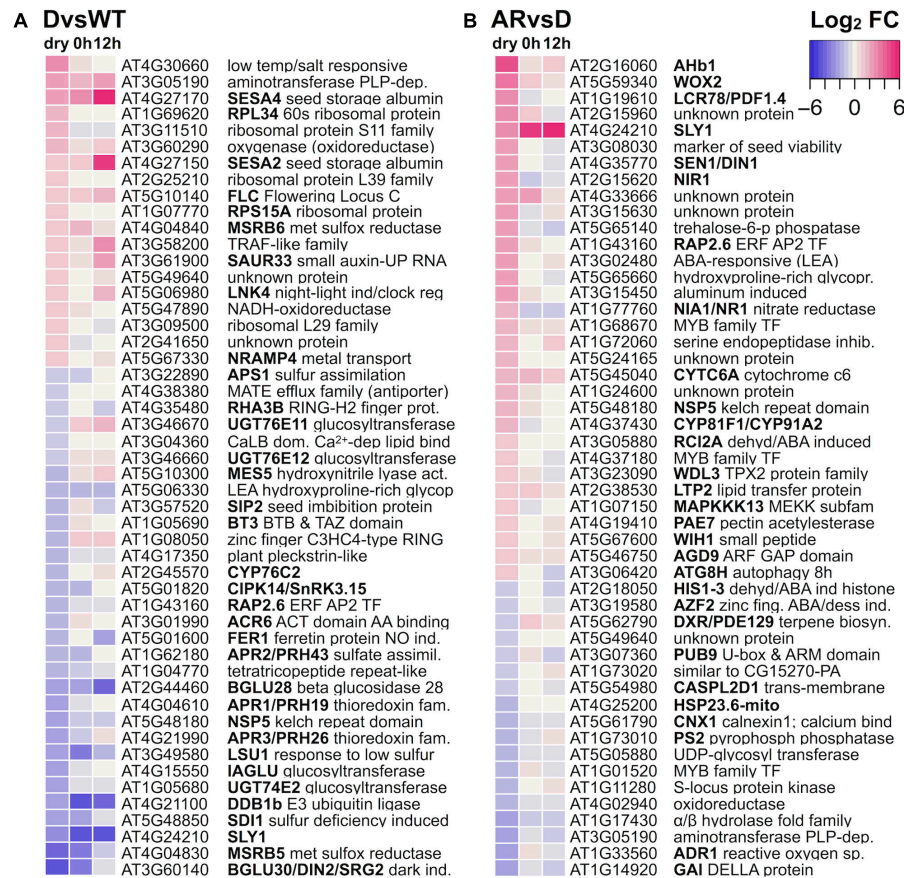 A DvsWT
dry 0h 12h
AT4G30660 low temp/salt responsive
AT3G05190 aminotransferase PLP-dep.
AT4G27170 SESA4 seed storage albumin
AT1G69620 RPL34 60s ribosomal protein
AT3G11510 ribosomal protein S11 family
AT3G60290 oxygenase (oxidoreductase)
AT4G27150 SESA2 seed storage albumin
AT2G25210 ribosomal protein L39 family
AT5G10140 FLC Flowering Locus C
AT1G07770 RPS15A ribosomal protein
AT4G04840 MSRB6 met sulfox reductase
AT3G58200 TRAF-like family
AT3G61900 SAUR33 small auxin-UP RNA
AT5G49640 unknown protein
AT5G06980 LNK4 night-light ind/clock reg
AT5G47890 NADH-oxidoreductase
AT3G09500 ribosomal L29 family
AT2G41650 unknown protein
AT5G67330 NRAMP4 metal transport
AT3G22890 APS1 sulfur assimilation
AT4G38380 MATE efflux family (antiporter)
AT4G35480 RHA3B RING-H2 finger prot.
AT3G46670 UGT76E11 glucosyltransferase
AT3G04360 CaLB dom. Ca2+-dep lipid bind
AT3G46660 UGT76E12 glucosyltransferase
AT5G10300 MES5 hydroxynitrile lyase act.
AT5G06330 LEA hydroxyproline-rich glycop
AT3G57520 SIP2 seed imbibition protein
AT1G05690 BT3 BTB & TAZ domain
AT1G08050 zinc finger C3HC4-type RING
AT4G17350 plant pleckstrin-like
AT2G45570 CYP76C2
AT5G01820 CIPK14/SnRK3.15
AT1G43160 RAP2.6 ERF AP2 TF
AT3G01990 ACR6 ACT domain AA binding
AT5G01600 FER1 ferretin protein NO ind.
AT1G62180 APR2/PRH43 sulfate assimil.
AT1G04770 tetratricopeptide repeat-like
AT2G44460 BGLU28 beta glucosidase 28
AT4G04610 APR1/PRH19 thioredoxin fam.
AT5G48180 NSP5 kelch repeat domain
AT4G21990 APR3/PRH26 thioredoxin fam.
AT3G49580 LSU1 response to low sulfur
AT4G15550 IAGLU glucosyltransferase
AT1G05680 UGT74E2 glucosyltransferase
AT4G21100 DDB1b E3 ubiquitin ligase
AT5G48850 SDI1 sulfur deficiency induced
AT4G24210 SLY1
AT4G04830 MSRB5 met sulfox reductase
AT3G60140 BGLU30/DIN2/SRG2 dark ind.
B ARvsD
dry 0h 12h
AT2G16060 AHb1
AT5G59340 WOX2
AT1G19610 LCR78/PDF1.4
AT2G15960 unknown protein
AT4G24210 SLY1
AT3G08030 marker of seed viability
AT4G35770 SEN1/DIN1
AT2G15620 NIR1
AT4G33666 unknown protein
AT3G15630 unknown protein
AT5G65140 trehalose-6-p phospatase
AT1G43160 RAP2.6 ERF AP2 TF
AT3G02480 ABA-responsive (LEA)
AT5G65660 hydroxyproline-rich glycopr.
AT3G15450 aluminum induced
AT1G77760 NIA1/NR1 nitrate reductase
AT1G68670 MYB family TF
AT1G72060 serine endopeptidase inhib.
AT5G24165 unknown protein
AT5G45040 CYTC6A cytochrome c6
AT1G24600 unknown protein
AT5G48180 NSP5 kelch repeat domain
AT4G37430 CYP81F1/CYP91A2
AT3G05880 RCI2A dehyd/ABA induced
AT4G37180 MYB family TF
AT3G23090 WDL3 TPX2 protein family
AT2G38530 LTP2 lipid transfer protein
AT1G07150 MAPKKK13 MEKK subfam
AT4G19410 PAE7 pectin acetylesterase
AT5G67600 WIH1 small peptide
AT5G46750 AGD9 ARF GAP domain
AT3G06420 ATG8H autophagy 8h
AT2G18050 HIS1-3 dehyd/ABA ind histone
AT3G19580 AZF2 zinc fing. ABA/dess ind.
AT5G62790 DXR/PDE129 terpene biosyn.
AT5G49640 unknown protein
AT3G07360 PUB9 U-box & ARM domain
AT1G73020 similar to CG15270-PA
AT5G54980 CASPL2D1 trans-membrane
AT4G25200 HSP23.6-mito
AT5G61790 CNX1 calnexin1; calcium bind
AT1G73010 PS2 pyrophosph phosphatase
AT5G05880 UDP-glycosyl transferase
AT1G01520 MYB family TF
AT1G11280 S-locus protein kinase
AT4G02940 oxidoreductase
AT1G17430 α/β hydrolase fold family
AT3G05190 aminotransferase PLP-dep.
AT1G33560 ADR1 reactive oxygen sp.
AT1G14920 GAI DELLA protein
Log2 FC
−6 0 6